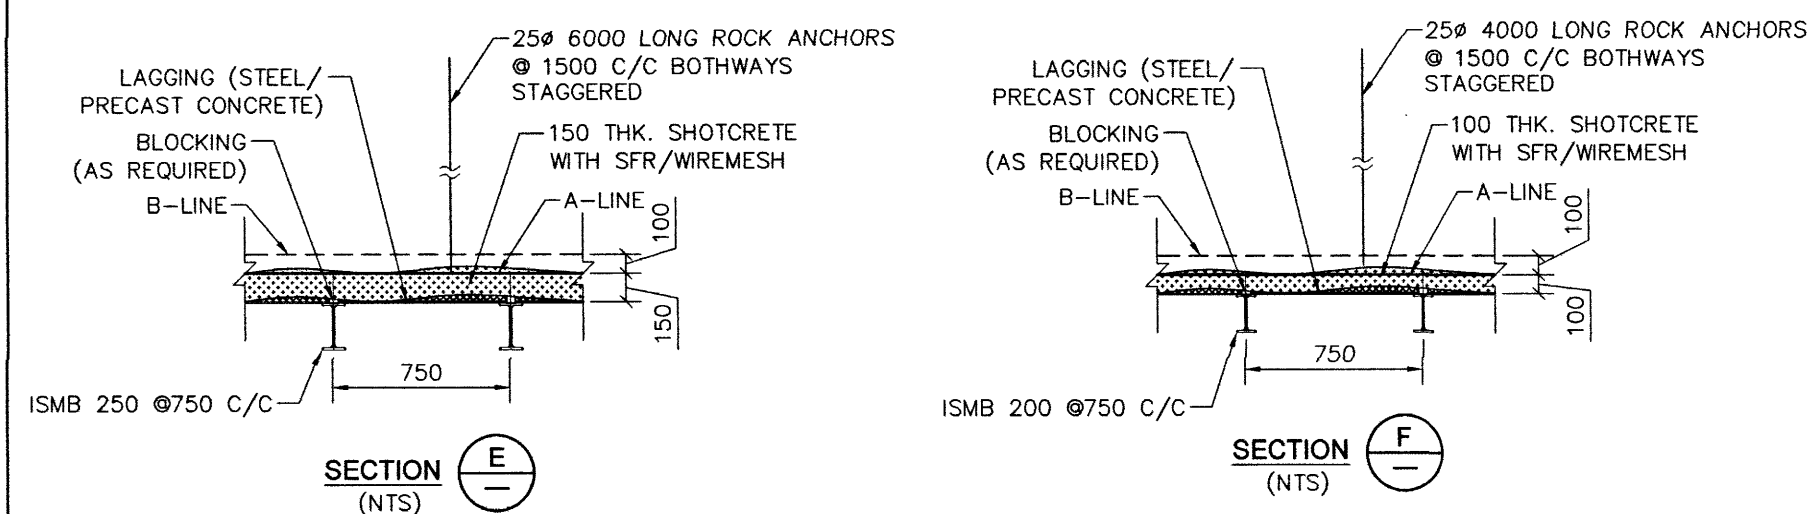 25ø 6000 LONG ROCK ANCHORS
@ 1500 C/C BOTHWAYS
STAGGERED
LAGGING (STEEL/
PRECAST CONCRETE)
BLOCKING
(AS REQUIRED)
150 THK. SHOTCRETE
WITH SFR/WIREMESH
B-LINE
A-LINE
100
150
750
ISMB 250 @750 C/C
SECTION
E
(NTS)
25ø 4000 LONG ROCK ANCHORS
@ 1500 C/C BOTHWAYS
STAGGERED
LAGGING (STEEL/
PRECAST CONCRETE)
BLOCKING
(AS REQUIRED)
100 THK. SHOTCRETE
WITH SFR/WIREMESH
B-LINE
A-LINE
100
100
750
ISMB 200 @750 C/C
SECTION
F
(NTS)